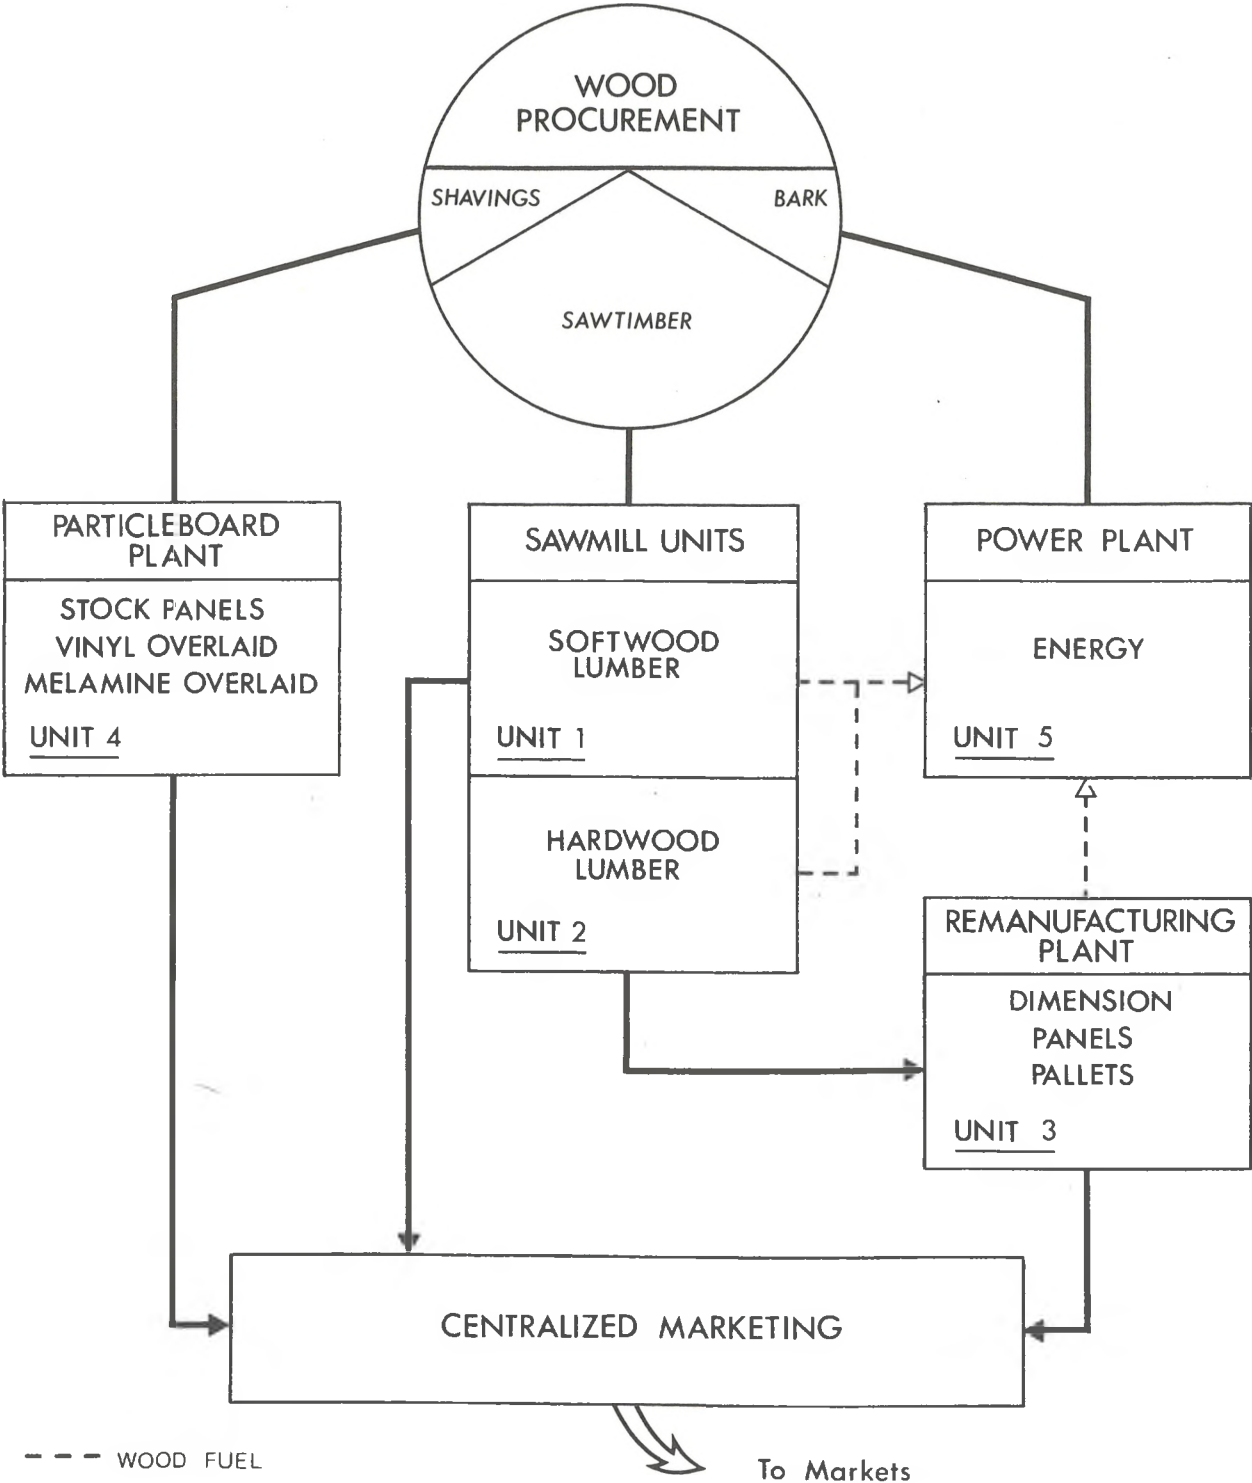 WOOD
PROCUREMENT
SHAVINGS
BARK
SAWTIMBER
PARTICLEBOARD
PLANT
STOCK PANELS
VINYL OVERLAID
MELAMINE OVERLAID
UNIT 4
SAWMILL UNITS
SOFTWOOD
LUMBER
UNIT 1
HARDWOOD
LUMBER
UNIT 2
POWER PLANT
ENERGY
UNIT 5
REMANUFACTURING
PLANT
DIMENSION
PANELS
PALLETS
UNIT 3
CENTRALIZED MARKETING
WOOD FUEL
To Markets